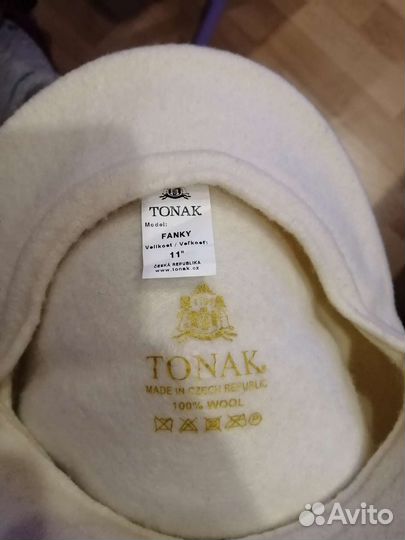 TONAK
Model:
FANKY
Velikost / Veľkosť:
11"
ČESKÁ REPUBLIKA
www.tonak.cz
TONAK
MADE IN CZECH REPUBLIC
100% WOOL
Avito